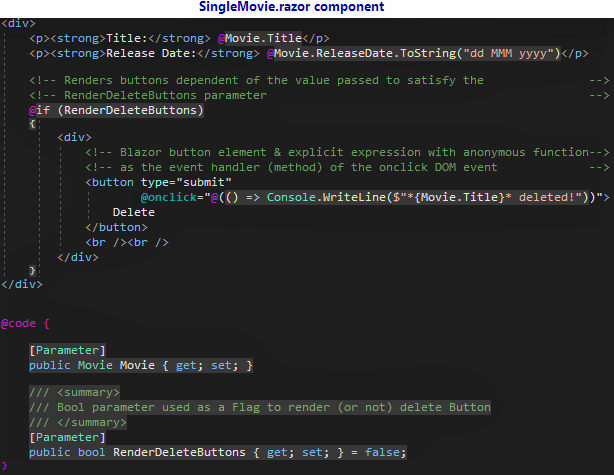 SingleMovie.razor component
<div>
    <p><strong>Title:</strong> @Movie.Title</p>
    <p><strong>Release Date:</strong> @Movie.ReleaseDate.ToString("dd MMM yyyy")</p>
    <!-- Renders buttons dependent of the value passed to satisfy the               -->
    <!-- RenderDeleteButtons parameter                                              -->
    @if (RenderDeleteButtons)
    {
        <div>
            <!-- Blazor button element & explicit expression with anonymous function-->
            <!-- as the event handler (method) of the onclick DOM event             -->
            <button type="submit"
                    @onclick="@(() => Console.WriteLine($"*{Movie.Title}* deleted!"))">
                Delete
            </button>
            <br /><br />
        </div>
    }
</div>
@code {
    [Parameter]
    public Movie Movie { get; set; }
    /// <summary>
    /// Bool parameter used as a Flag to render (or not) delete Button
    /// </summary>
    [Parameter]
    public bool RenderDeleteButtons { get; set; } = false;
}